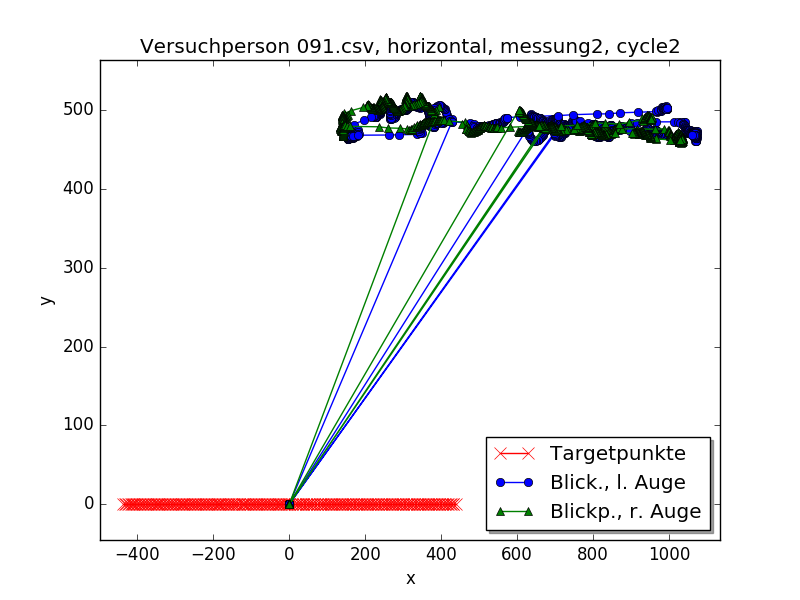 Versuchperson 091.csv, horizontal, messung2, cycle2
500
400
300
200
100
0
y
−400 −200 0 200 400 600 800 1000
x
Targetpunkte
Blick., l. Auge
Blickp., r. Auge